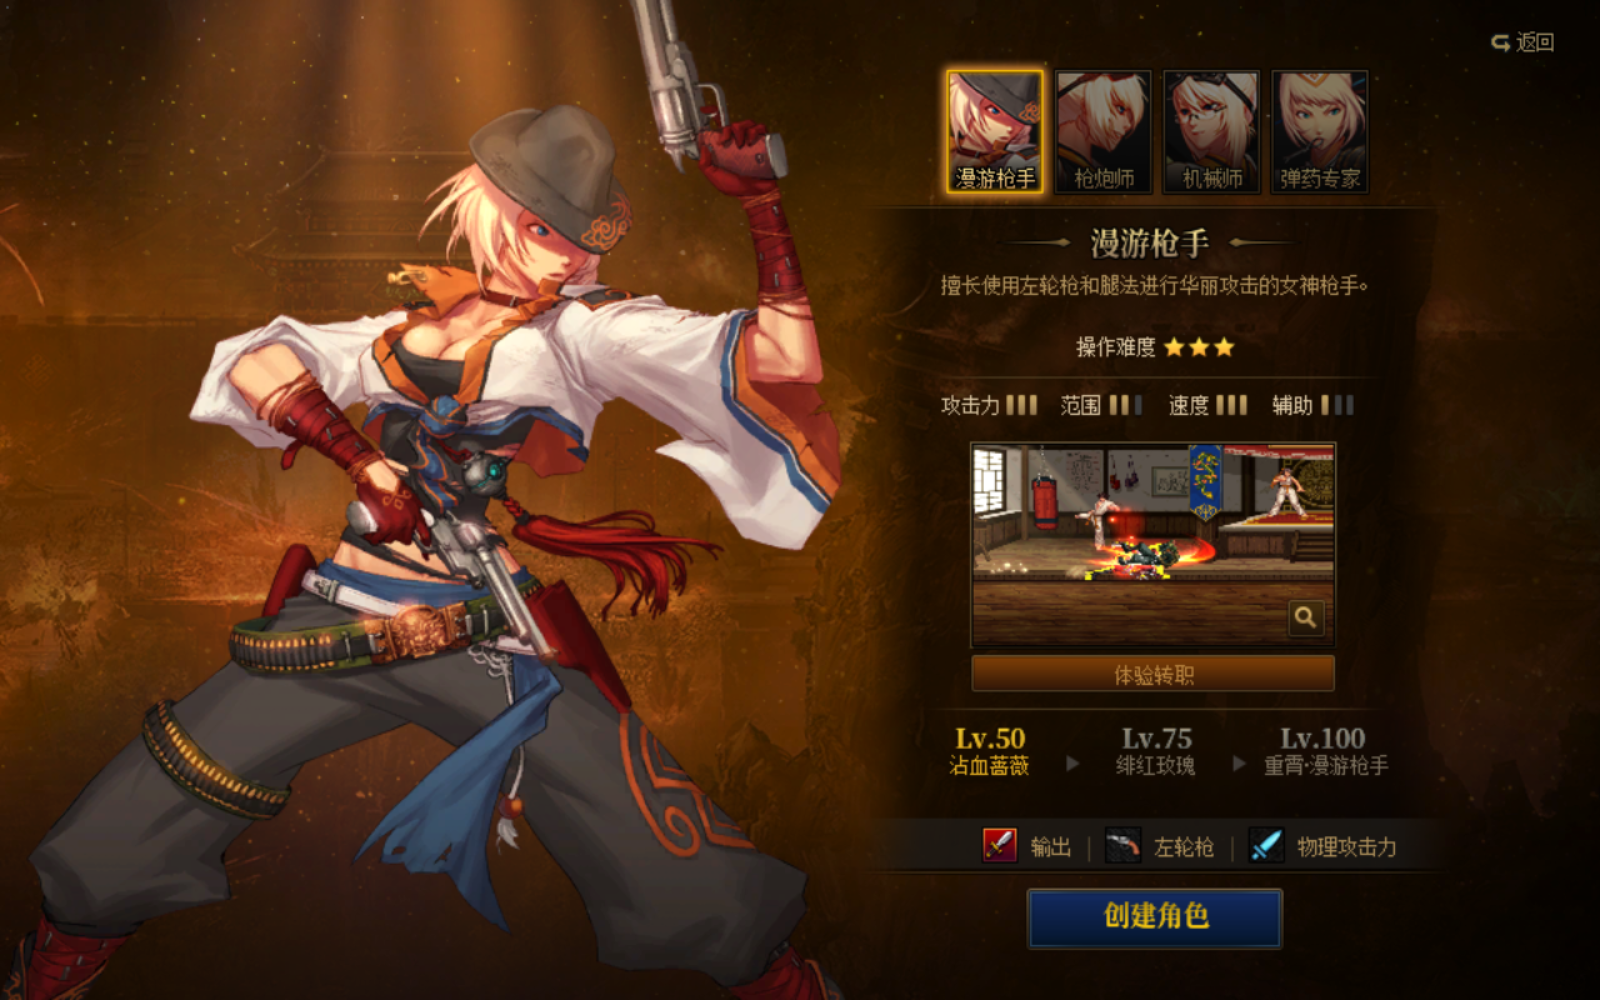 返回
漫游枪手 枪炮师 机械师 弹药专家
漫游枪手
擅长使用左轮枪和腿法进行华丽攻击的女神枪手。
操作难度
攻击力 范围 速度 辅助
体验转职
Lv.50 Lv.75 Lv.100
沾血蔷薇 绯红玫瑰 重霄·漫游枪手
输出 | 左轮枪 | 物理攻击力
创建角色